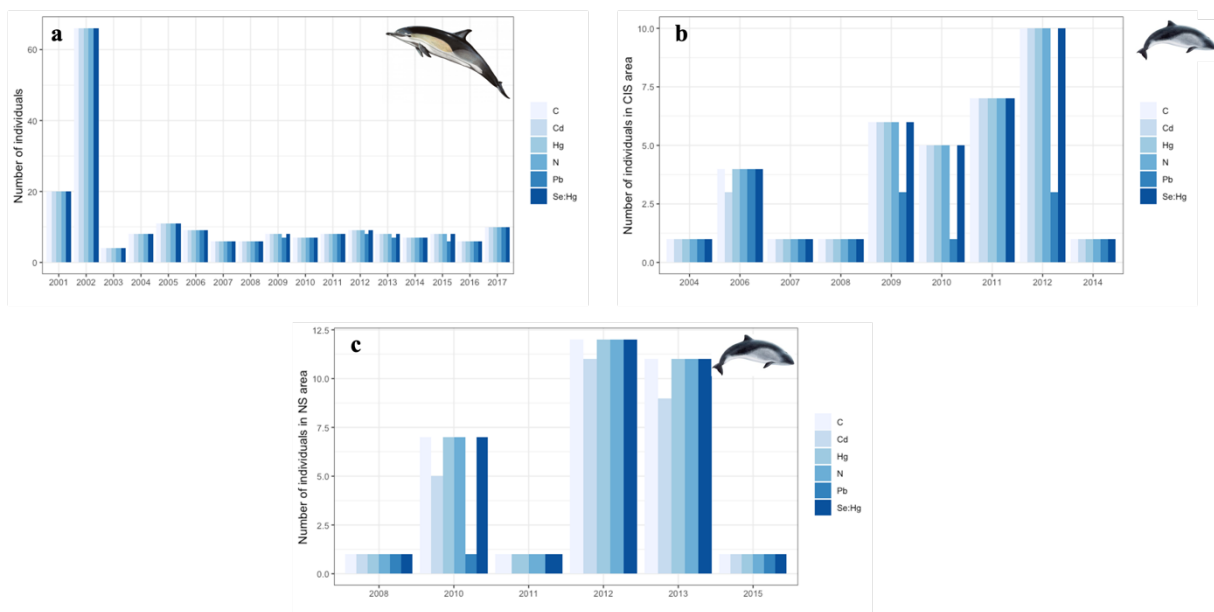 a
Number of individuals
60
40
20
0
2001 2002 2003 2004 2005 2006 2007 2008 2009 2010 2011 2012 2013 2014 2015 2016 2017
C
Cd
Hg
N
Pb
Se:Hg
b
Number of individuals in CIS area
10.0
7.5
5.0
2.5
0.0
2004 2006 2007 2008 2009 2010 2011 2012 2014
C
Cd
Hg
N
Pb
Se:Hg
c
Number of individuals in NS area
12.5
10.0
7.5
5.0
2.5
0.0
2008 2010 2011 2012 2013 2015
C
Cd
Hg
N
Pb
Se:Hg